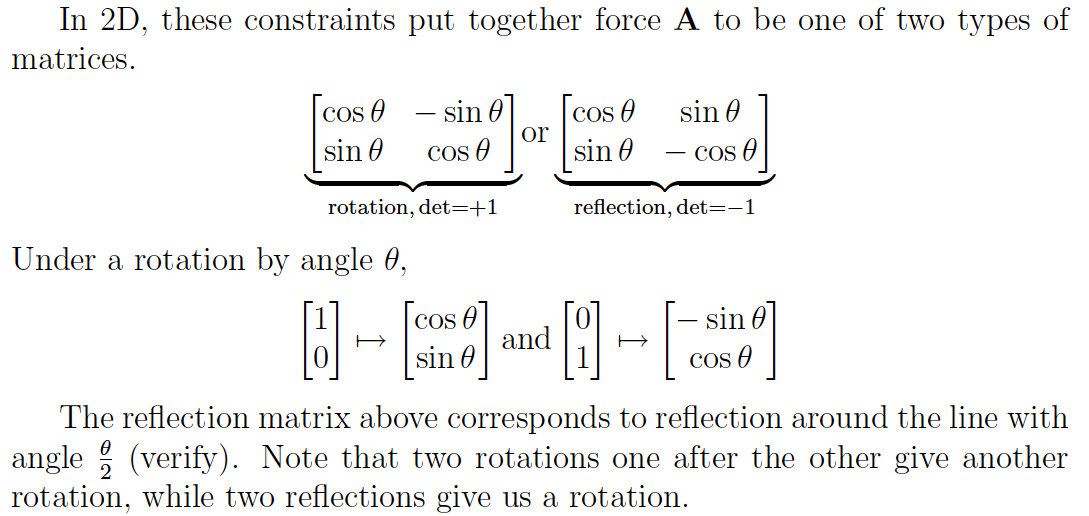 In 2D, these constraints put together force A to be one of two types of
matrices.
[cos θ − sin θ] or [cos θ sin θ]
[sin θ cos θ] [sin θ − cos θ]
rotation, det=+1 reflection, det=−1
Under a rotation by angle θ,
[1] ↦ [cos θ] and [0] ↦ [− sin θ]
[0] [sin θ] [1] [cos θ]
The reflection matrix above corresponds to reflection around the line with
angle θ/2 (verify). Note that two rotations one after the other give another
rotation, while two reflections give us a rotation.